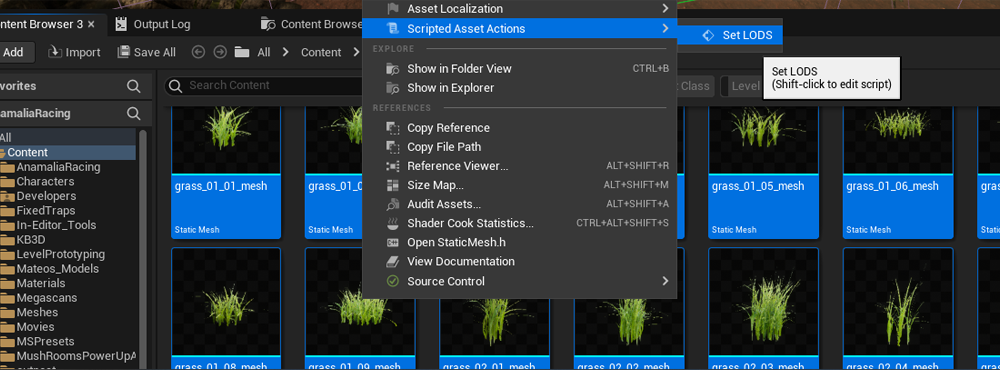 ontent Browser 3
Output Log
Content Browse
Add
Import
Save All
All
Content
Asset Localization
Scripted Asset Actions
Set LODS
Set LODS
(Shift-click to edit script)
EXPLORE
Show in Folder View CTRL+B
Show in Explorer
REFERENCES
Copy Reference
Copy File Path
Reference Viewer... ALT+SHIFT+R
Size Map... ALT+SHIFT+M
Audit Assets... ALT+SHIFT+A
Shader Cook Statistics... CTRL+ALT+SHIFT+S
Open StaticMesh.h
View Documentation
Source Control
vorites
namaliaRacing
All
Content
AnamaliaRacing
Characters
Developers
FixedTraps
In-Editor_Tools
KB3D
LevelPrototyping
Mateos_Models
Materials
Megascans
Meshes
Movies
MSPresets
MushRoomsPowerUpA
Search Content
Class
Level
grass_01_01_mesh
Static Mesh
grass_01_0
Static Mesh
grass_01_05_mesh
Static Mesh
grass_01_06_mesh
Static Mesh
grass_01_08_mesh
grass_01_09_mesh
grass_02_01_mesh
grass_02_02_mesh
grass_02_03_mesh
grass_02_04_mesh